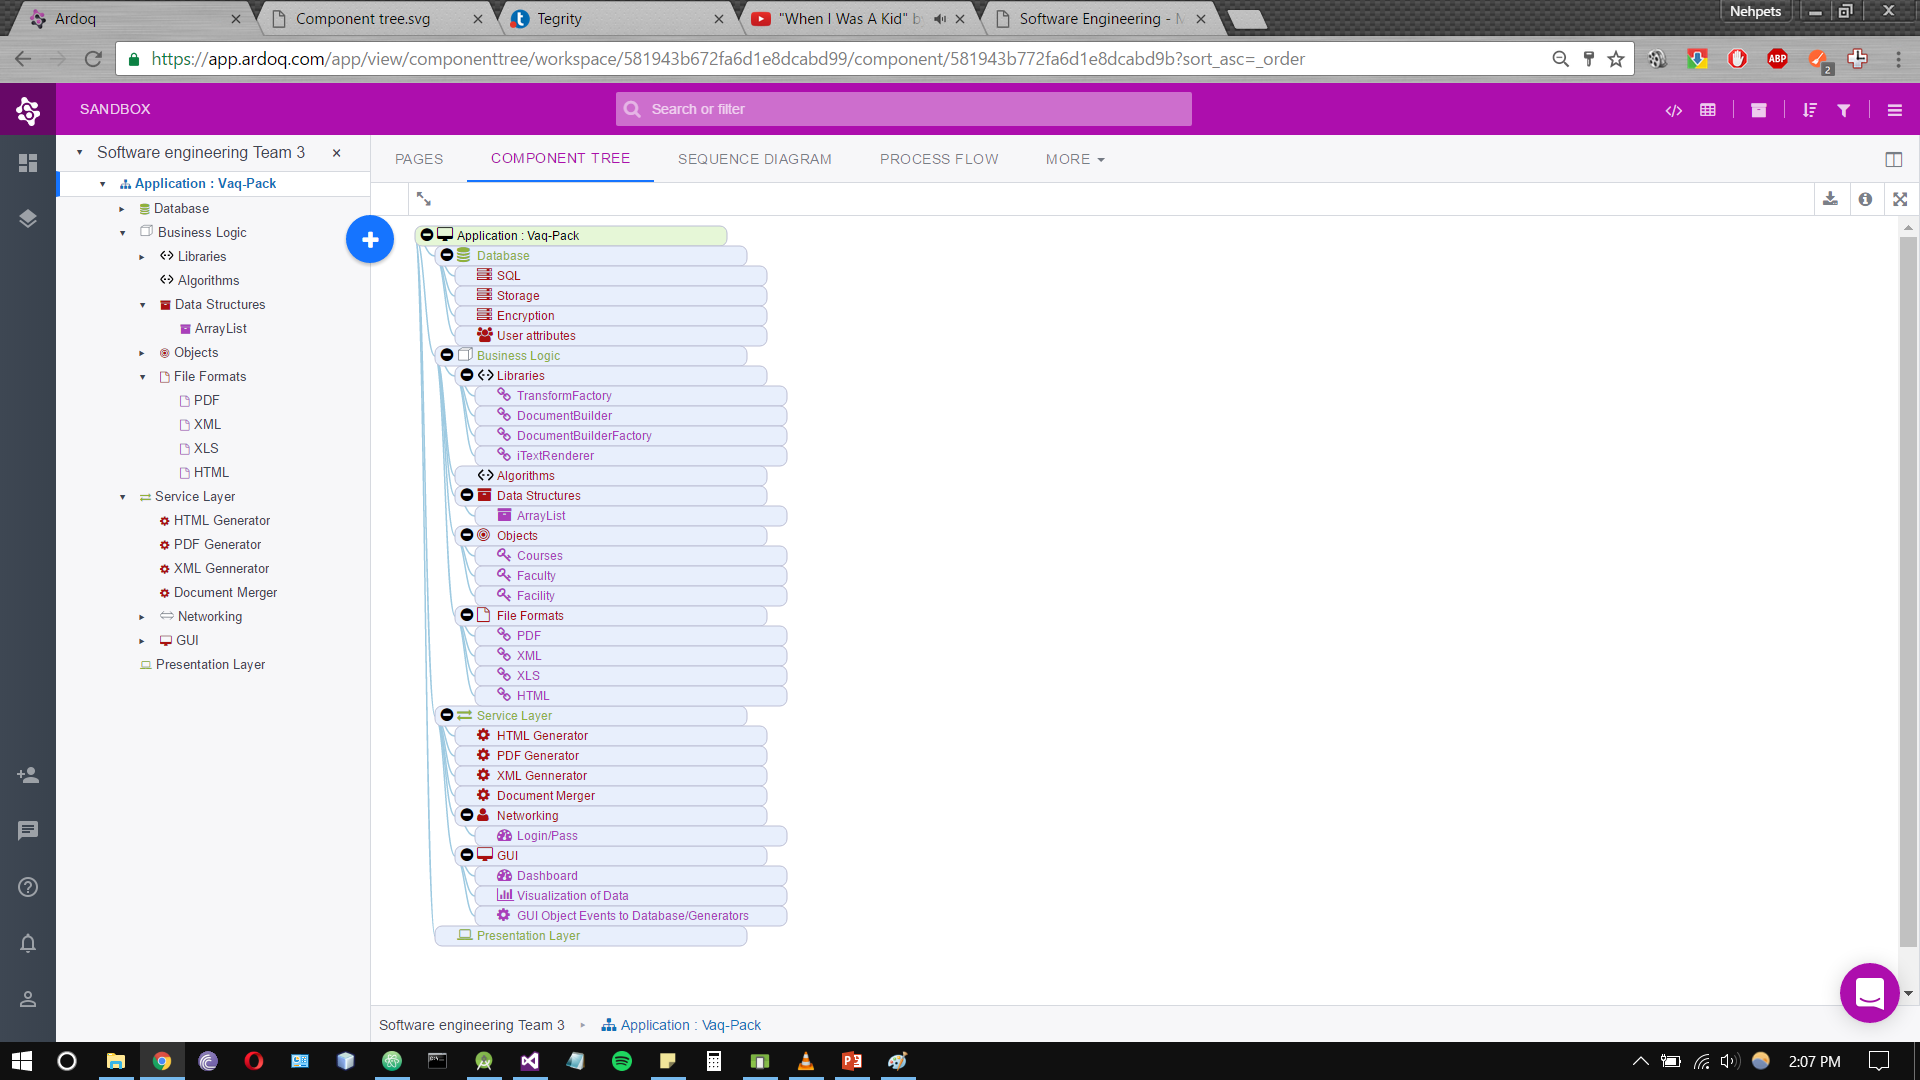 Ardoq
Component tree.svg
Tegrity
"When I Was A Kid" b
Software Engineering - M
Nehpets
https://app.ardoq.com/app/view/componenttree/workspace/581943b672fa6d1e8dcabd99/component/581943b772fa6d1e8dcabd9b?sort_asc=_order
ABP
2
SANDBOX
Search or filter
Software engineering Team 3
PAGES
COMPONENT TREE
SEQUENCE DIAGRAM
PROCESS FLOW
MORE
Application : Vaq-Pack
Database
Business Logic
Libraries
Algorithms
Data Structures
ArrayList
Objects
File Formats
PDF
XML
XLS
HTML
Service Layer
HTML Generator
PDF Generator
XML Gennerator
Document Merger
Networking
GUI
Presentation Layer
Application : Vaq-Pack
Database
SQL
Storage
Encryption
User attributes
Business Logic
Libraries
TransformFactory
DocumentBuilder
DocumentBuilderFactory
iTextRenderer
Algorithms
Data Structures
ArrayList
Objects
Courses
Faculty
Facility
File Formats
PDF
XML
XLS
HTML
Service Layer
HTML Generator
PDF Generator
XML Gennerator
Document Merger
Networking
Login/Pass
GUI
Dashboard
Visualization of Data
GUI Object Events to Database/Generators
Presentation Layer
Software engineering Team 3
Application : Vaq-Pack
2:07 PM